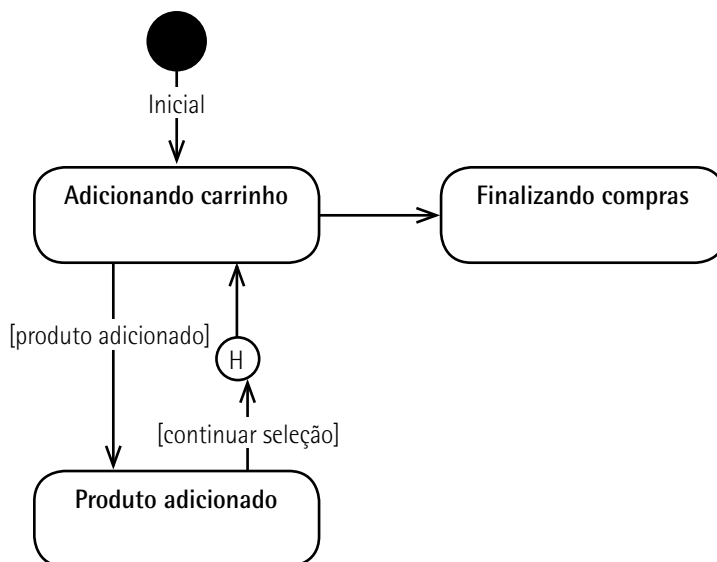 Inicial
Adicionando carrinho
Finalizando compras
[produto adicionado]
H
[continuar seleção]
Produto adicionado